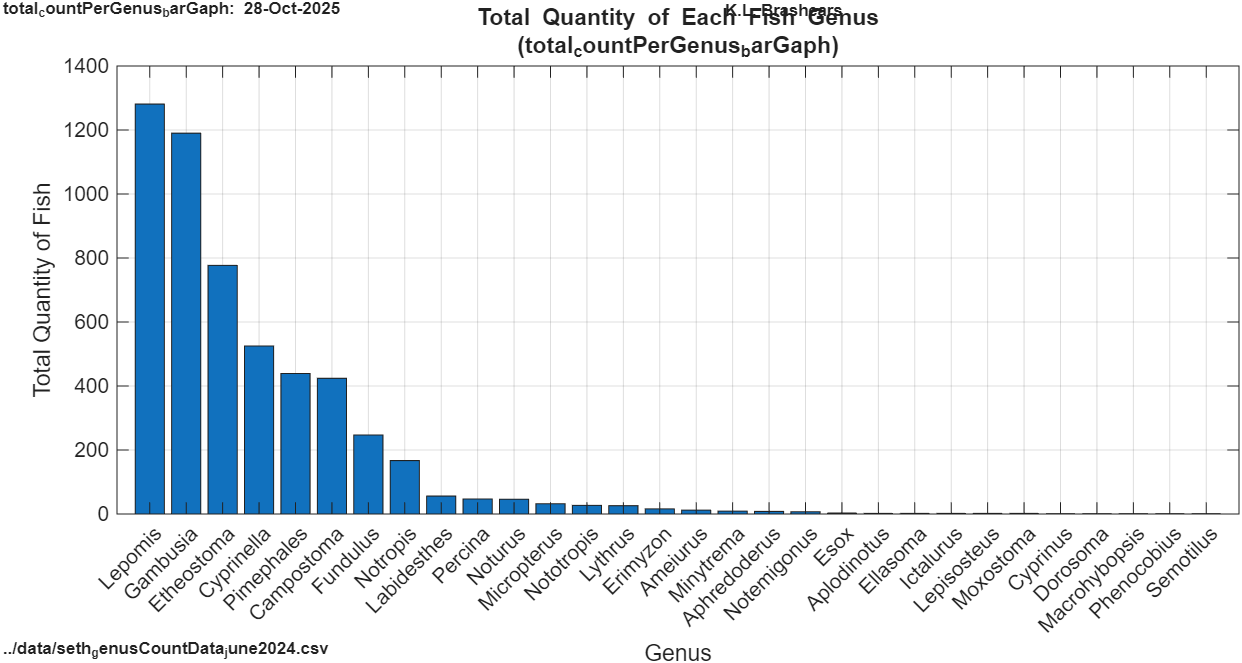 total_countPerGenus_barGaph: 28-Oct-2025
K.L. Brashears
Total Quantity of Each Fish Genus
(total_countPerGenus_barGaph)
1400
1200
1000
800
600
400
200
0
Total Quantity of Fish
Lepomis
Gambusia
Etheostoma
Cyprinella
Pimephales
Campostoma
Fundulus
Notropis
Labidesthes
Percina
Noturus
Micropterus
Nototropis
Lythrus
Erimyzon
Ameiurus
Minytrema
Aphredoderus
Notemigonus
Esox
Aplodinotus
Ellasoma
Ictalurus
Lepisosteus
Moxostoma
Cyprinus
Dorosoma
Macrohybopsis
Phenocobius
Semotilus
Genus
../data/seth_genusCountData_june2024.csv